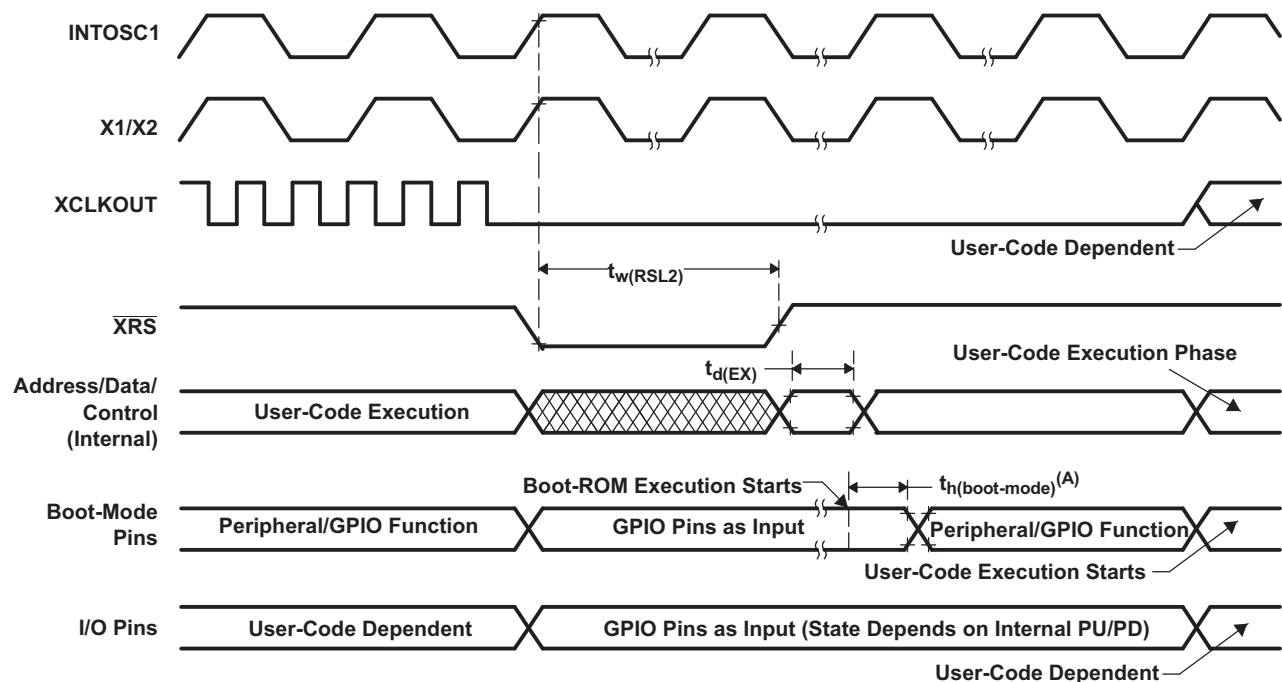 INTOSC1
X1/X2
XCLKOUT
User-Code Dependent
tw(RSL2)
XRS
User-Code Execution Phase
td(EX)
Address/Data/
Control
(Internal)
User-Code Execution
Boot-ROM Execution Starts
th(boot-mode)(A)
Boot-Mode
Pins
Peripheral/GPIO Function
GPIO Pins as Input
Peripheral/GPIO Function
User-Code Execution Starts
I/O Pins
User-Code Dependent
GPIO Pins as Input (State Depends on Internal PU/PD)
User-Code Dependent